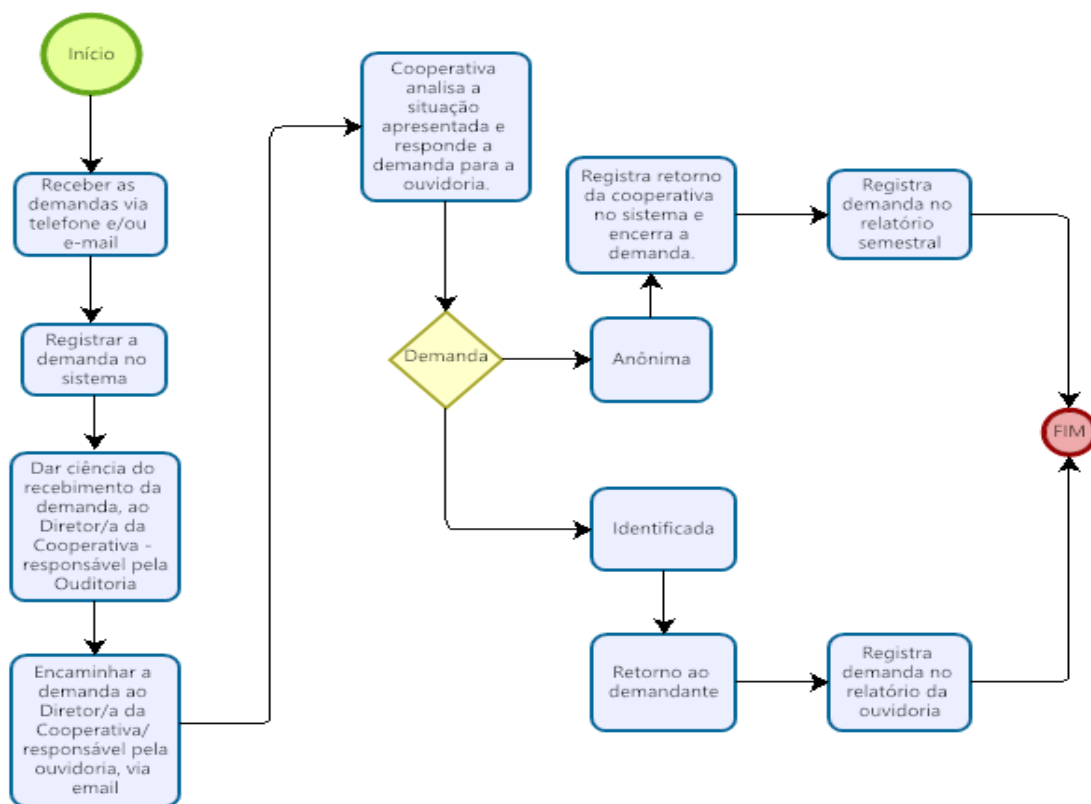 Início
Receber as
demandas via
telefone e/ou
e-mail
Registrar a
demanda no
sistema
Dar ciência do
recebimento da
demanda, ao
Diretor/a da
Cooperativa -
responsável pela
Ouditoria
Encaminhar a
demanda ao
Diretor/a da
Cooperativa/
responsável pela
ouvidoria, via
email
Cooperativa
analisa a
situação
apresentada e
responde a
demanda para a
ouvidoria.
Demanda
Anônima
Registra retorno
da cooperativa
no sistema e
encerra a
demanda.
Registra
demanda no
relatório
semestral
Identificada
Retorno ao
demandante
Registra
demanda no
relatório da
ouvidoria
FIM